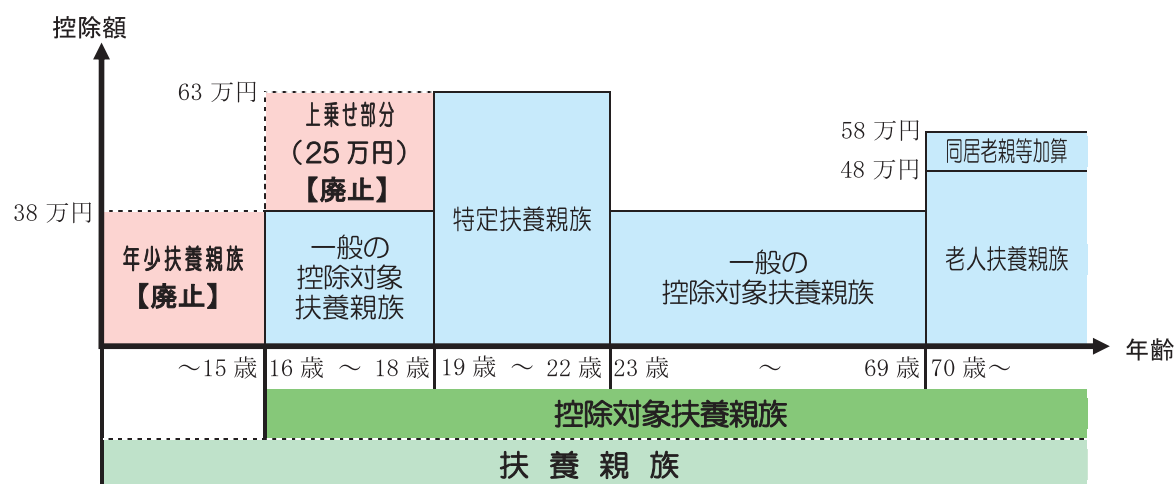 控除額
63 万円
上乗せ部分
（25 万円）
【廃止】
58 万円
同居老親等加算
48 万円
38 万円
年少扶養親族
【廃止】
一般の
控除対象
扶養親族
特定扶養親族
一般の
控除対象扶養親族
老人扶養親族
～15 歳
16 歳 ～ 18 歳
19 歳 ～ 22 歳
23 歳 ～ 69 歳
70 歳～
年齢
控除対象扶養親族
扶養親族